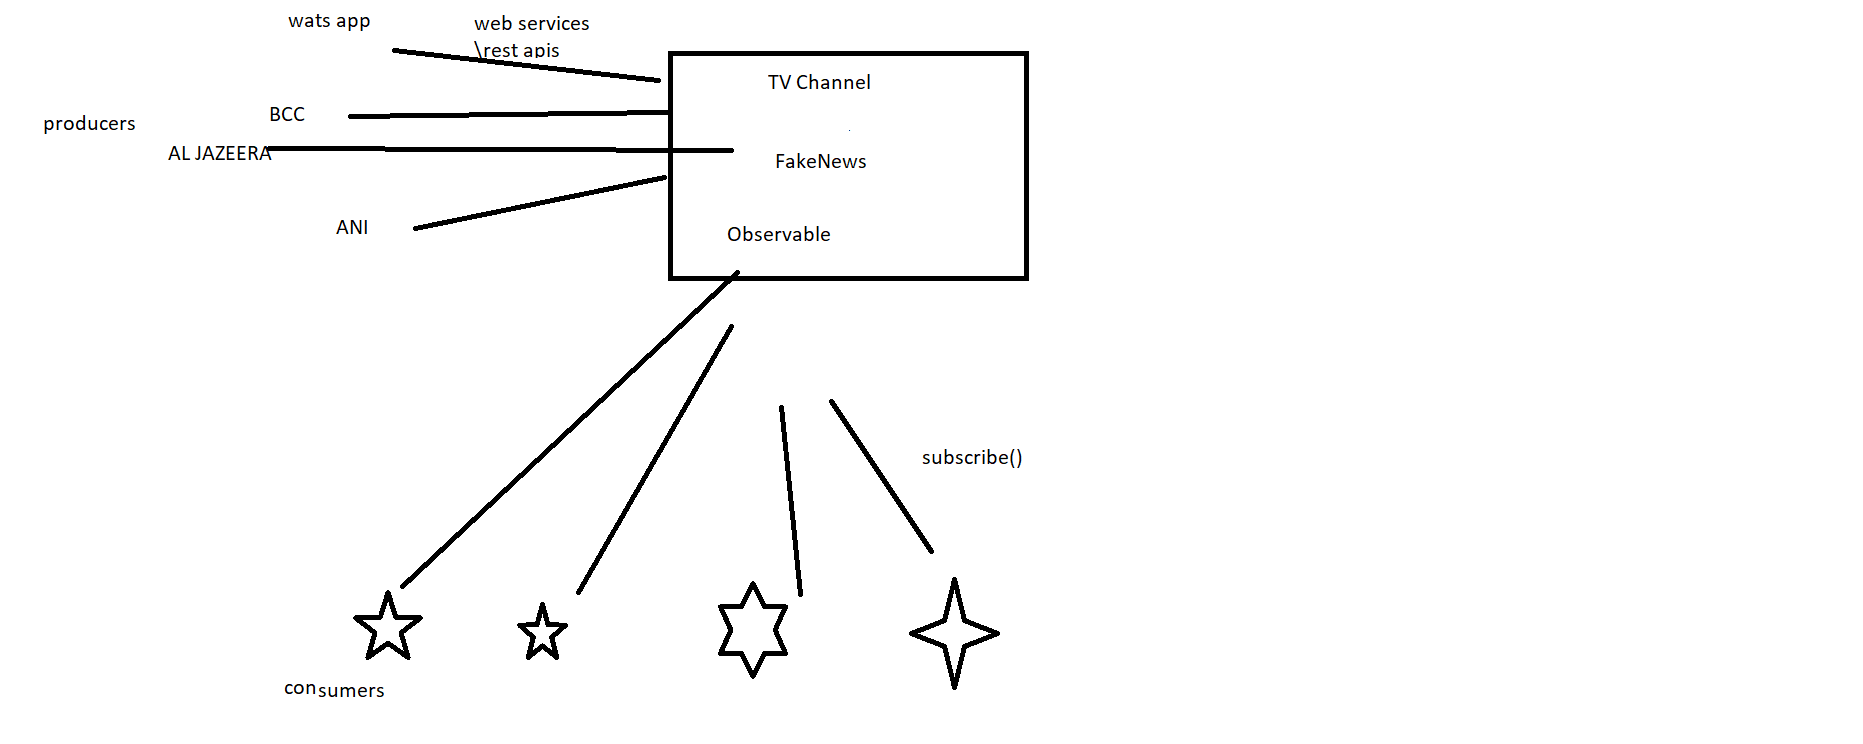 wats app
web services
\rest apis
TV Channel
BCC
producers
AL JAZEERA
FakeNews
ANI
Observable
subscribe()
consumers